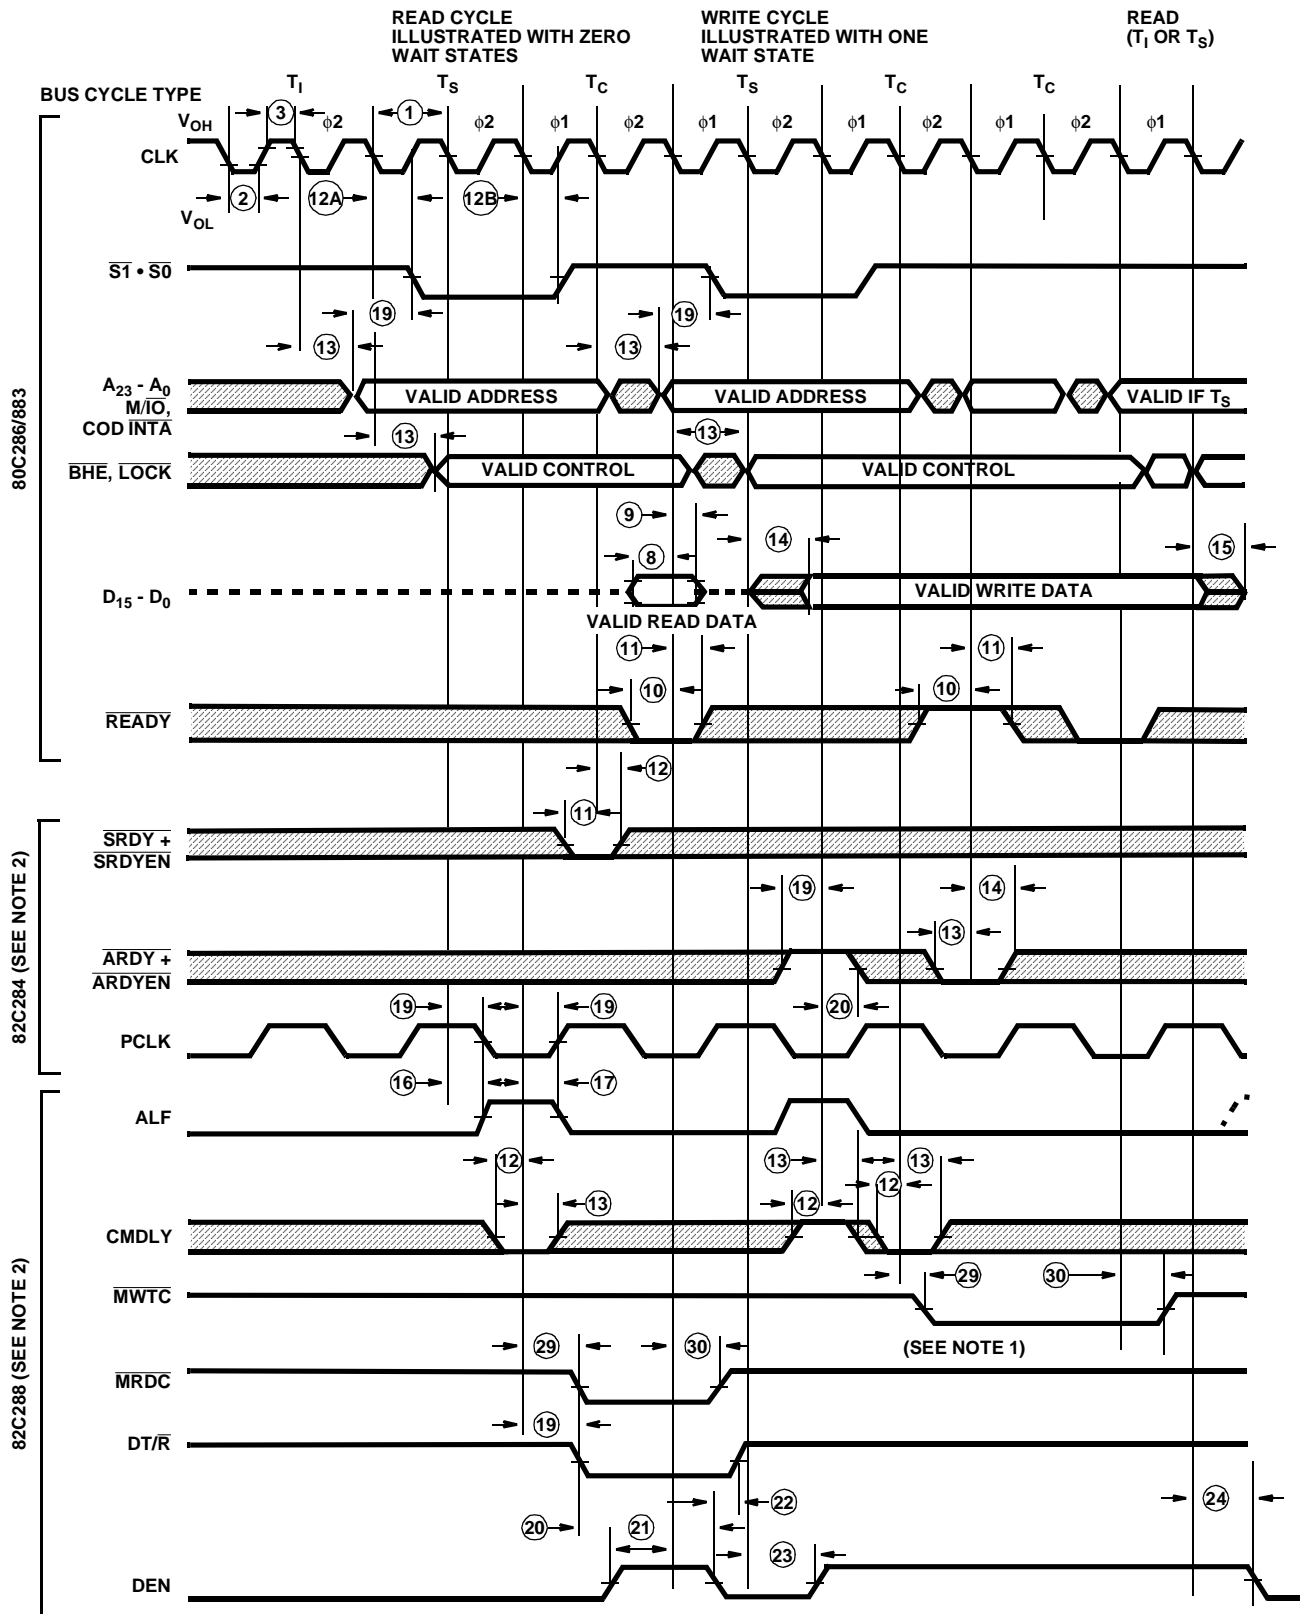 READ CYCLE
ILLUSTRATED WITH ZERO
WAIT STATES
WRITE CYCLE
ILLUSTRATED WITH ONE
WAIT STATE
READ
(TI OR TS)
BUS CYCLE TYPE
TI
TS
TC
TS
TC
TC
VOH
3
ϕ2
1
ϕ2
ϕ1
ϕ2
ϕ1
ϕ2
ϕ1
ϕ2
ϕ1
ϕ2
ϕ1
CLK
2
12A
12B
VOL
S1 • S0
19
19
13
13
A23 - A0
M/IO,
COD INTA
VALID ADDRESS
VALID ADDRESS
VALID IF TS
13
13
BHE, LOCK
VALID CONTROL
VALID CONTROL
80C286/883
9
14
15
8
D15 - D0
VALID WRITE DATA
VALID READ DATA
11
11
10
10
READY
12
11
SRDY +
SRDYEN
82C284 (SEE NOTE 2)
19
14
13
ARDY +
ARDYEN
19
19
20
PCLK
16
17
ALF
12
13
13
12
13
12
CMDLY
82C288 (SEE NOTE 2)
29
30
MWTC
29
30
(SEE NOTE 1)
MRDC
19
DT/R
22
24
20
21
23
DEN